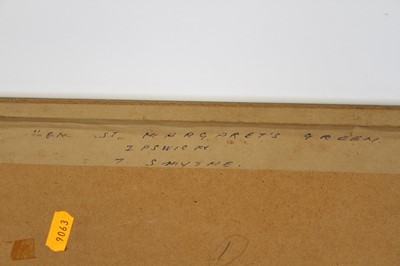 ST. MARGARET'S GREEN.
IPSWICH
T SMYTHE.
9063
D